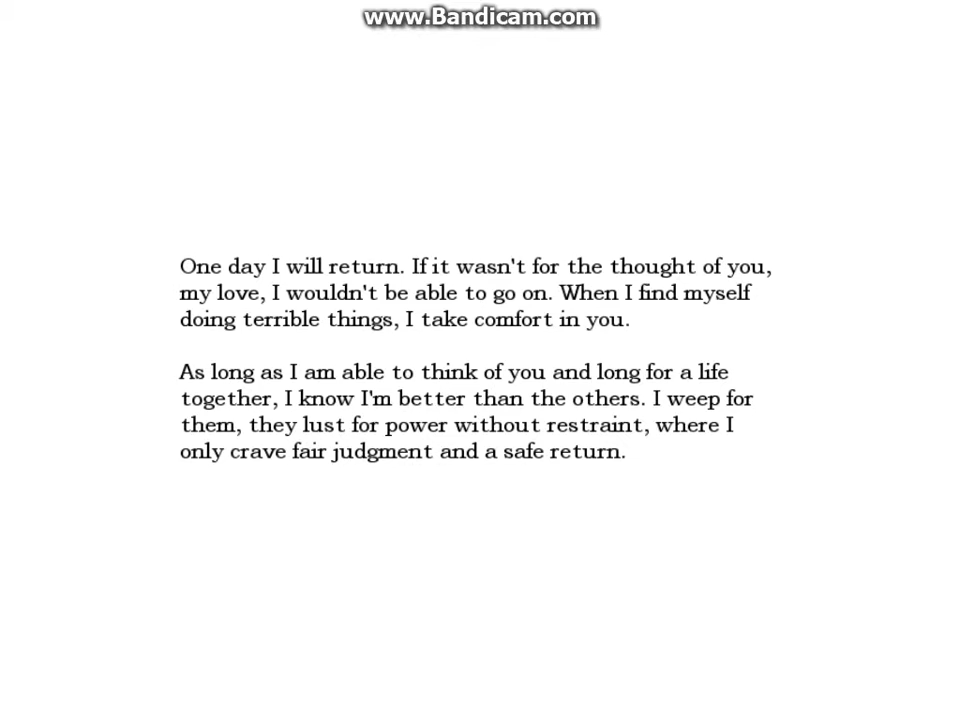 www.Bandicam.com
One day I will return. If it wasn't for the thought of you,
my love, I wouldn't be able to go on. When I find myself
doing terrible things, I take comfort in you.
As long as I am able to think of you and long for a life
together, I know I'm better than the others. I weep for
them, they lust for power without restraint, where I
only crave fair judgment and a safe return.